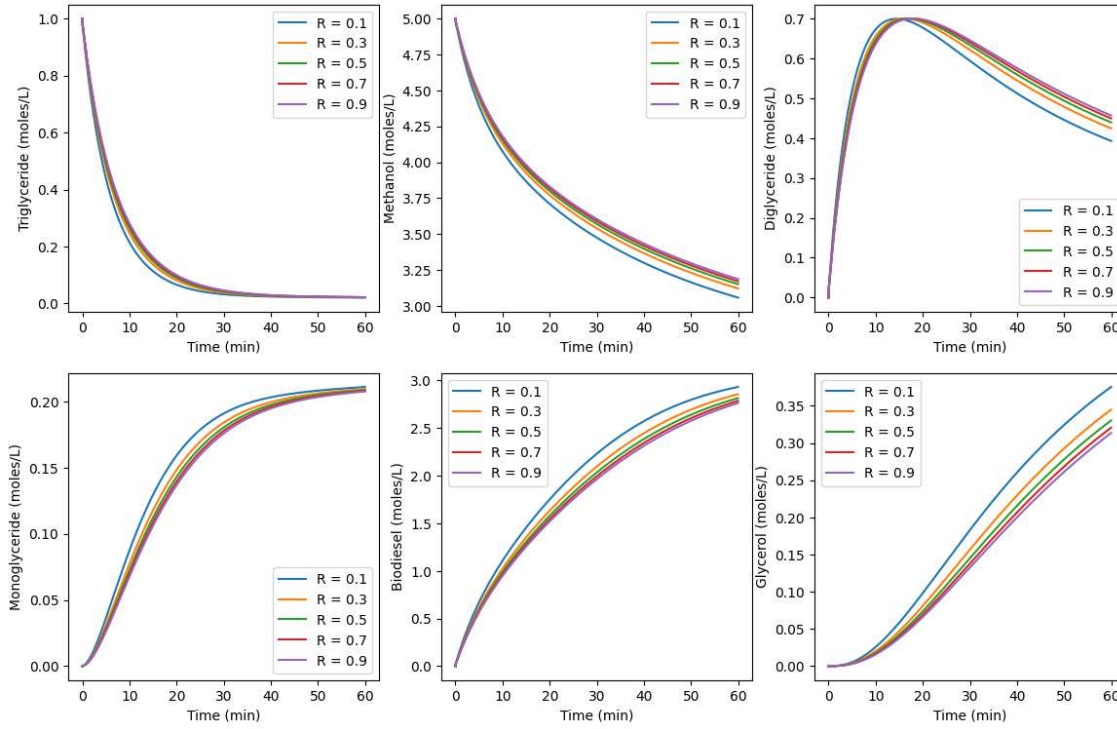 Triglyceride (moles/L)
1.0
0.8
0.6
0.4
0.2
0.0
R = 0.1
R = 0.3
R = 0.5
R = 0.7
R = 0.9
0 10 20 30 40 50 60
Time (min)
Methanol (moles/L)
5.00
4.75
4.50
4.25
4.00
3.75
3.50
3.25
3.00
R = 0.1
R = 0.3
R = 0.5
R = 0.7
R = 0.9
0 10 20 30 40 50 60
Time (min)
Diglyceride (moles/L)
0.7
0.6
0.5
0.4
0.3
0.2
0.1
0.0
R = 0.1
R = 0.3
R = 0.5
R = 0.7
R = 0.9
0 10 20 30 40 50 60
Time (min)
Monoglyceride (moles/L)
0.20
0.15
0.10
0.05
0.00
R = 0.1
R = 0.3
R = 0.5
R = 0.7
R = 0.9
0 10 20 30 40 50 60
Time (min)
Biodiesel (moles/L)
3.0
2.5
2.0
1.5
1.0
0.5
0.0
R = 0.1
R = 0.3
R = 0.5
R = 0.7
R = 0.9
0 10 20 30 40 50 60
Time (min)
Glycerol (moles/L)
0.35
0.30
0.25
0.20
0.15
0.10
0.05
0.00
R = 0.1
R = 0.3
R = 0.5
R = 0.7
R = 0.9
0 10 20 30 40 50 60
Time (min)